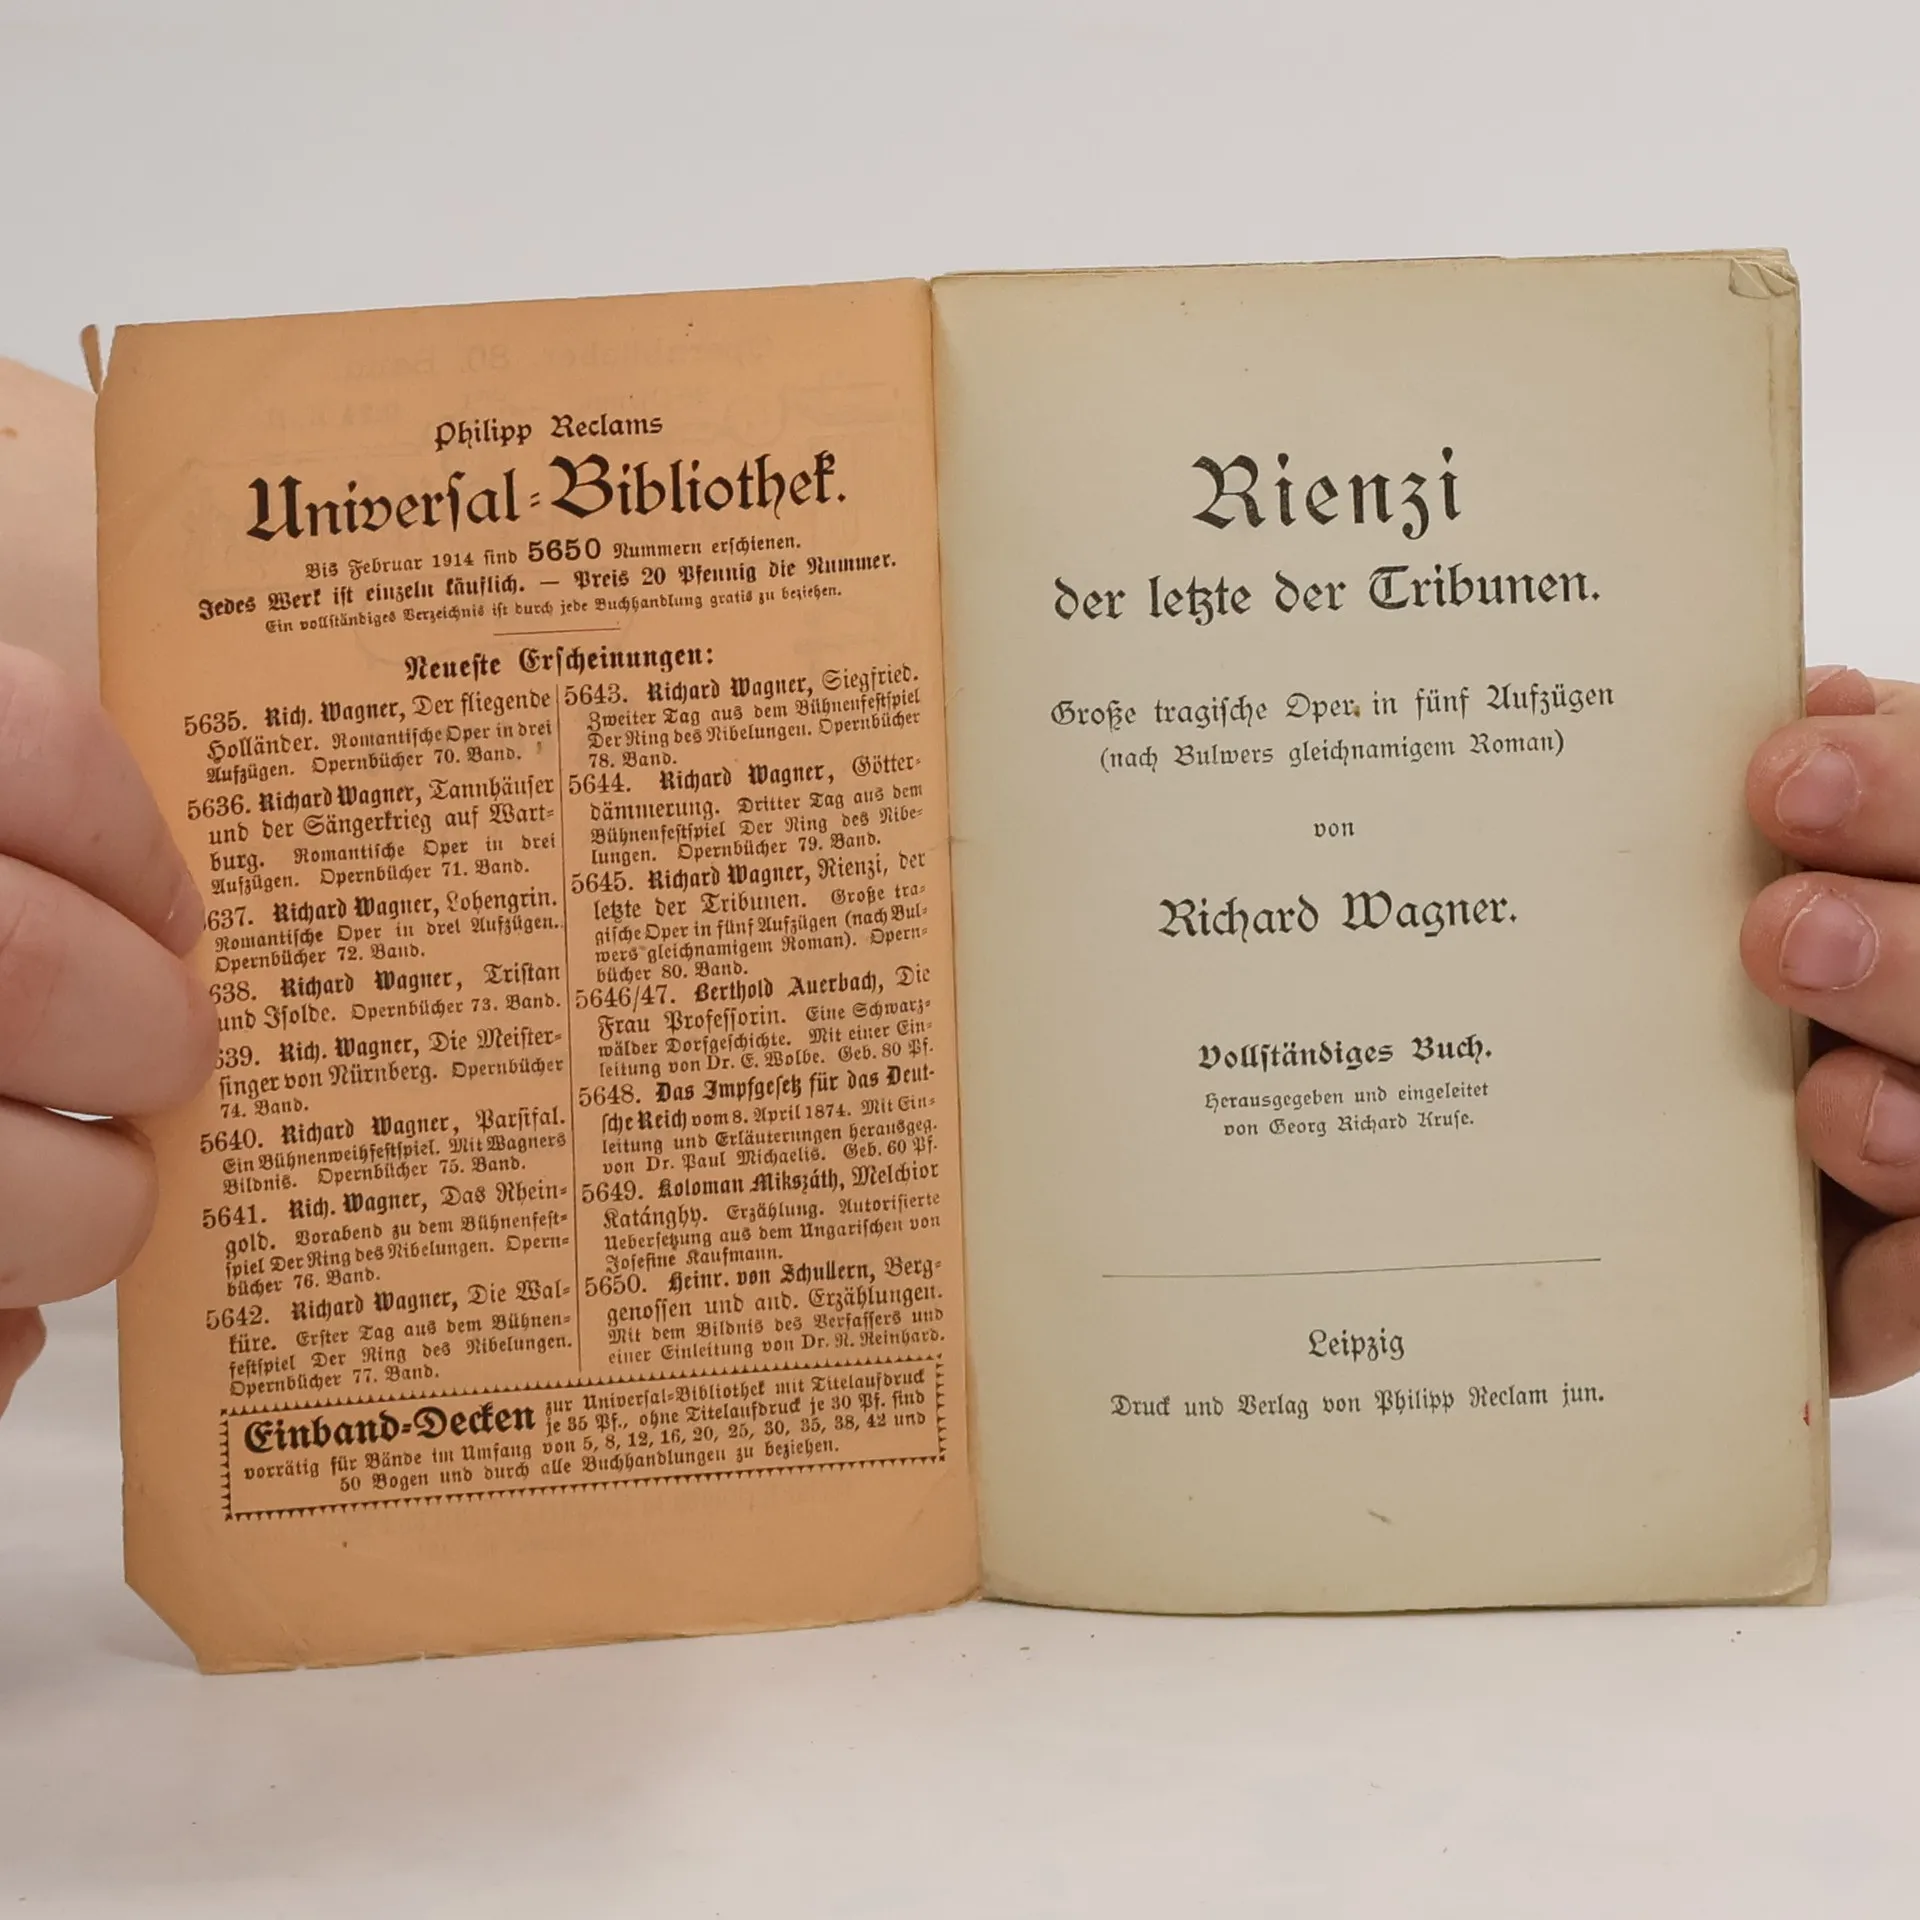 Philipp Reclams
Universal-Bibliothek.
Bis Februar 1914 sind 5650 Nummern erschienen.
Jedes Werk ist einzeln käuflich. — Preis 20 Pfennig die Nummer.
Ein vollständiges Verzeichnis ist durch jede Buchhandlung gratis zu beziehen.
Neueste Erscheinungen:
5635. Rich. Wagner, Der fliegende
Holländer. Romantische Oper in drei
Aufzügen. Opernbücher 70. Band.
5636. Richard Wagner, Tannhäuser
und der Sängerkrieg auf Wart-
burg. Romantische Oper in drei
Aufzügen. Opernbücher 71. Band.
5637. Richard Wagner, Lohengrin.
Romantische Oper in drei Aufzügen.
Opernbücher 72. Band.
638. Richard Wagner, Tristan
und Isolde. Opernbücher 73. Band.
639. Rich. Wagner, Die Meister-
singer von Nürnberg. Opernbücher
74. Band.
5640. Richard Wagner, Parsifal.
Ein Bühnenweihfestspiel. Mit Wagners
Bildnis. Opernbücher 75. Band.
5641. Rich. Wagner, Das Rhein-
gold. Vorabend zu dem Bühnenfest-
spiel Der Ring des Nibelungen. Opern-
bücher 76. Band.
5642. Richard Wagner, Die Wal-
küre. Erster Tag aus dem Bühnen-
festspiel Der Ring des Nibelungen.
Opernbücher 77. Band.
5643. Richard Wagner, Siegfried.
Zweiter Tag aus dem Bühnenfestspiel
Der Ring des Nibelungen. Opernbücher
78. Band.
5644. Richard Wagner, Götter-
dämmerung. Dritter Tag aus dem
Bühnenfestspiel Der Ring des Nibe-
lungen. Opernbücher 79. Band.
5645. Richard Wagner, Rienzi, der
letzte der Tribunen. Große tra-
gische Oper in fünf Aufzügen (nach Bul-
wers gleichnamigem Roman). Opern-
bücher 80. Band.
5646/47. Berthold Auerbach, Die
Frau Professorin. Eine Schwarz-
wälder Dorfgeschichte. Mit einer Ein-
leitung von Dr. E. Wolbe. Geb. 80 Pf.
5648. Das Impfgesetz für das Deut-
sche Reich vom 8. April 1874. Mit Ein-
leitung und Erläuterungen herausgeg.
von Dr. Paul Michaelis. Geb. 60 Pf.
5649. Koloman Mikszáth, Melchior
Katánghy. Erzählung. Autorisierte
Uebersetzung aus dem Ungarischen von
Josefine Kaufmann.
5650. Heinr. von Schullern, Berg-
genossen und and. Erzählungen.
Mit dem Bildnis des Verfassers und
einer Einleitung von Dr. R. Reinhard.
Einband-Decken zur Universal-Bibliothek mit Titelaufdruck
je 35 Pf., ohne Titelaufdruck je 30 Pf. sind
vorrätig für Bände im Umfang von 5, 8, 12, 16, 20, 25, 30, 35, 38, 42 und
50 Bogen und durch alle Buchhandlungen zu beziehen.
Rienzi
der letzte der Tribunen.
Große tragische Oper in fünf Aufzügen
(nach Bulwers gleichnamigem Roman)
von
Richard Wagner.
Vollständiges Buch.
Herausgegeben und eingeleitet
von Georg Richard Kruse.
Leipzig
Druck und Verlag von Philipp Reclam jun.